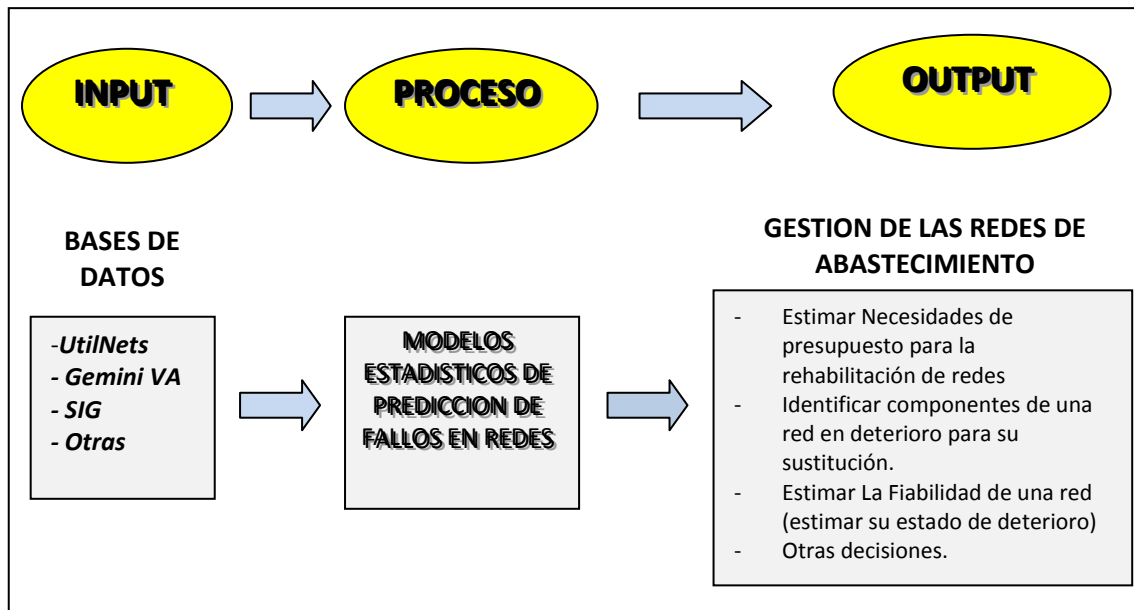 INPUT
PROCESO
OUTPUT
BASES DE
DATOS
GESTION DE LAS REDES DE
ABASTECIMIENTO
-UtilNets
- Gemini VA
- SIG
- Otras
MODELOS
ESTADISTICOS DE
PREDICCION DE
FALLOS EN REDES
- Estimar Necesidades de
presupuesto para la
rehabilitación de redes
- Identificar componentes de una
red en deterioro para su
sustitución.
- Estimar La Fiabilidad de una red
(estimar su estado de deterioro)
- Otras decisiones.